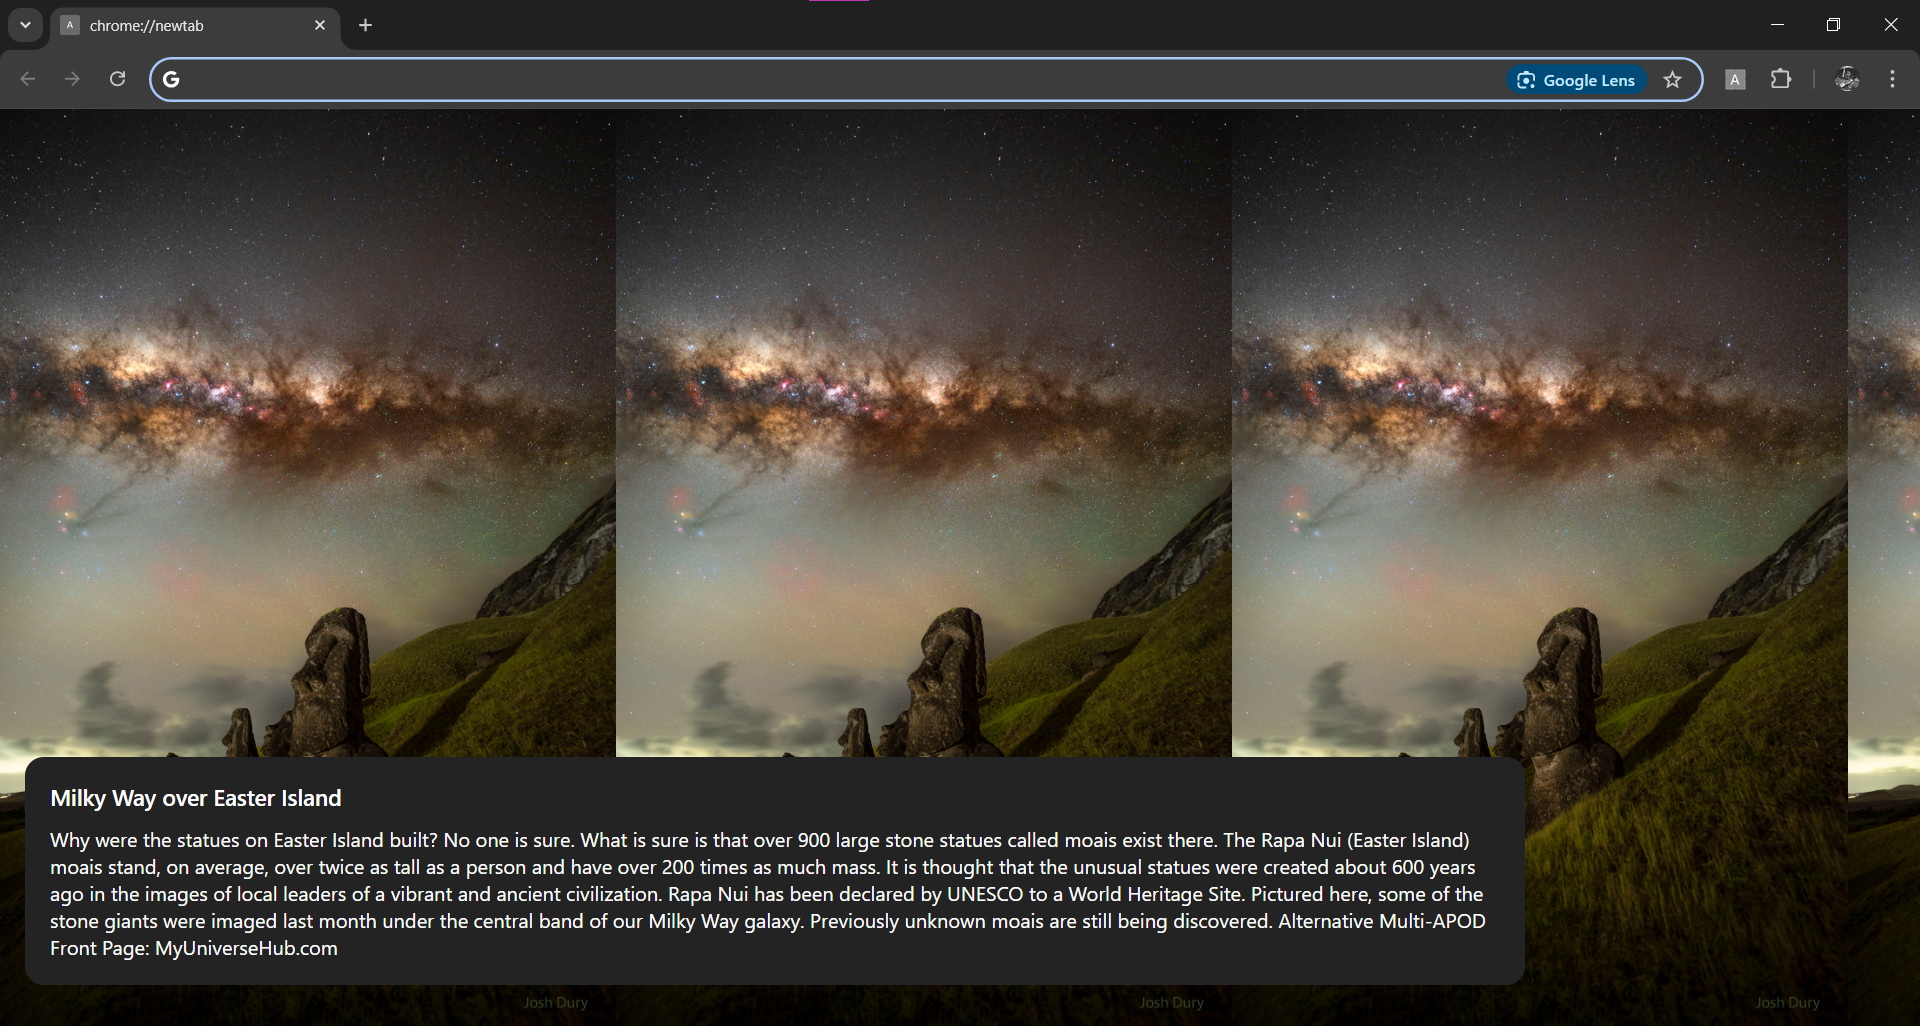 A chrome://newtab
G Google Lens A
Milky Way over Easter Island
Why were the statues on Easter Island built? No one is sure. What is sure is that over 900 large stone statues called moais exist there. The Rapa Nui (Easter Island)
moais stand, on average, over twice as tall as a person and have over 200 times as much mass. It is thought that the unusual statues were created about 600 years
ago in the images of local leaders of a vibrant and ancient civilization. Rapa Nui has been declared by UNESCO to a World Heritage Site. Pictured here, some of the
stone giants were imaged last month under the central band of our Milky Way galaxy. Previously unknown moais are still being discovered. Alternative Multi-APOD
Front Page: MyUniverseHub.com
Josh Dury Josh Dury Josh Dury